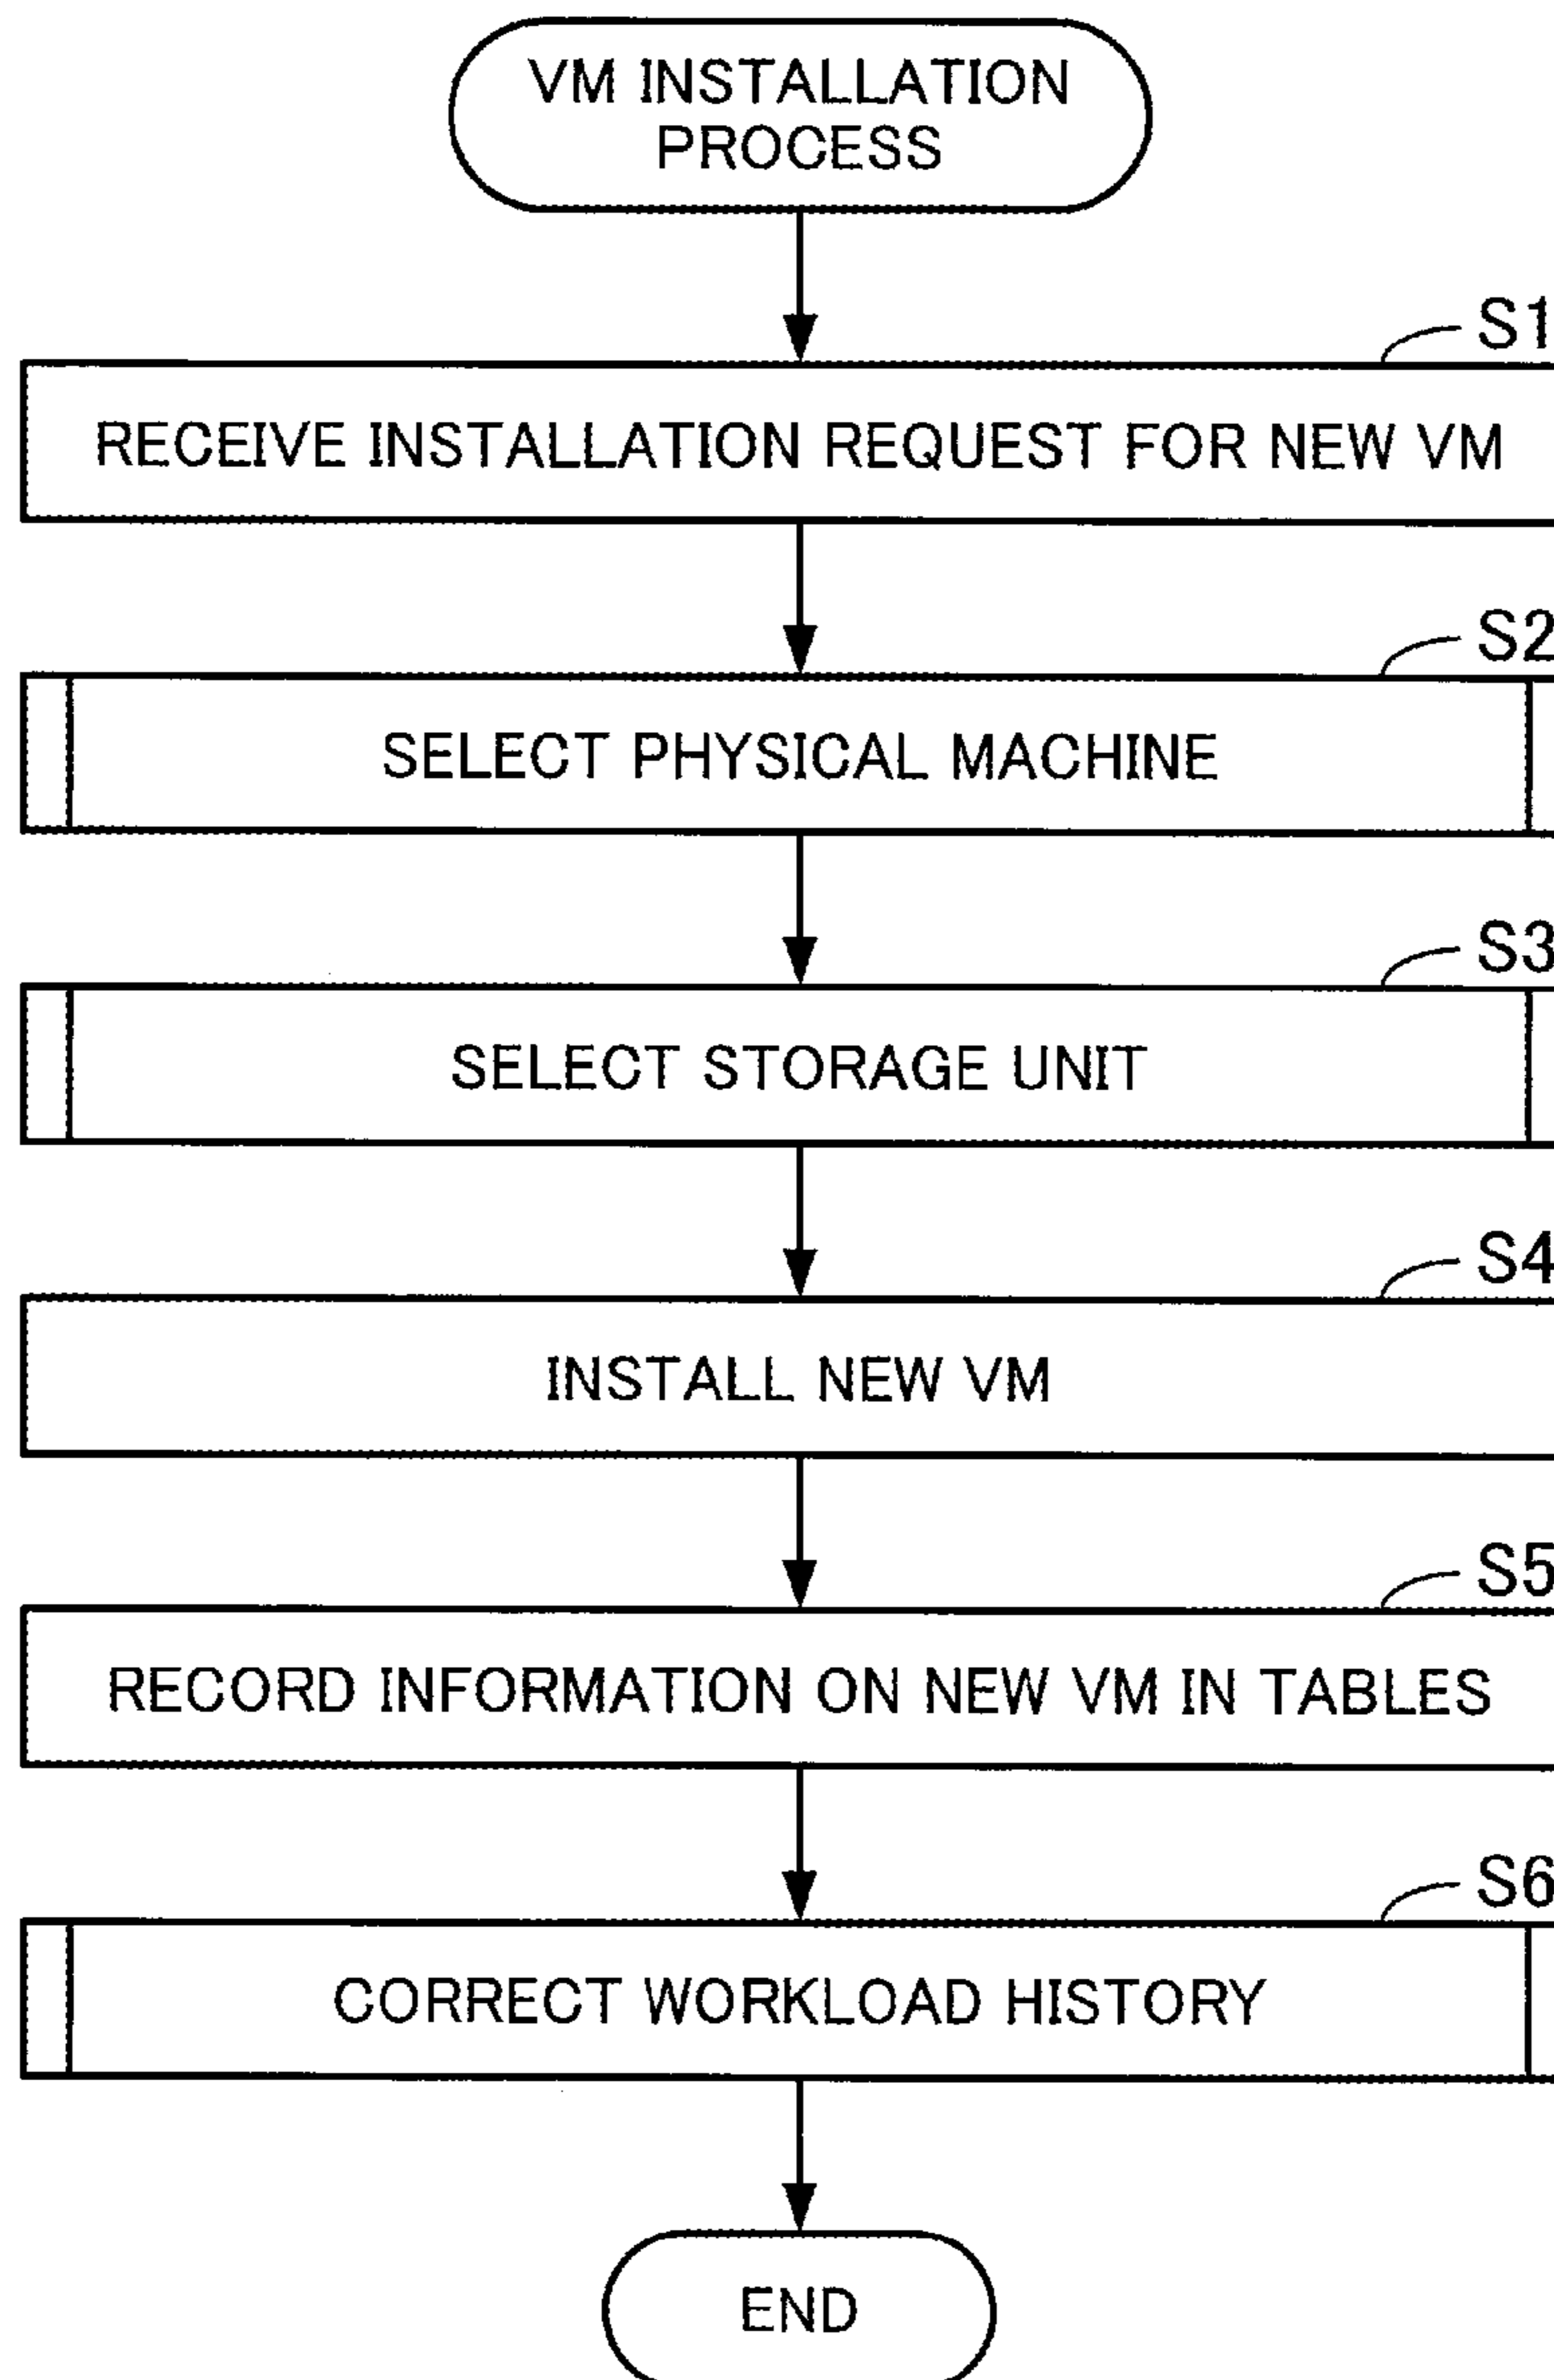 VM INSTALLATION
PROCESS
S1
RECEIVE INSTALLATION REQUEST FOR NEW VM
S2
SELECT PHYSICAL MACHINE
S3
SELECT STORAGE UNIT
S4
INSTALL NEW VM
S5
RECORD INFORMATION ON NEW VM IN TABLES
S6
CORRECT WORKLOAD HISTORY
END